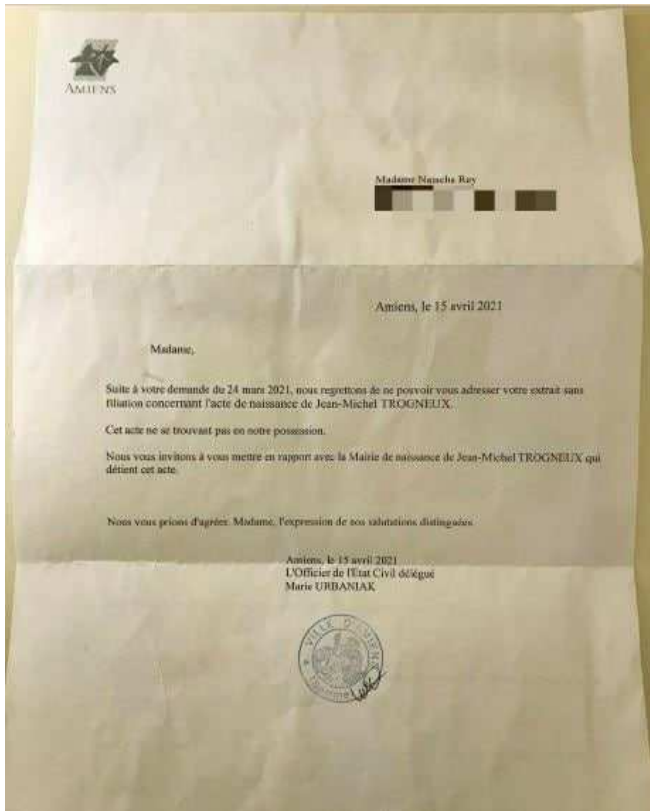 AMIENS
Madame Natacha Rey
Amiens, le 15 avril 2021
Madame,
Suite à votre demande du 24 mars 2021, nous regrettons de ne pouvoir vous adresser votre extrait sans
filiation concernant l'acte de naissance de Jean-Michel TROGNEUX.
Cet acte ne se trouvant pas en notre possession.
Nous vous invitons à vous mettre en rapport avec la Mairie de naissance de Jean-Michel TROGNEUX qui
détient cet acte.
Nous vous prions d'agréer, Madame, l'expression de nos salutations distinguées
Amiens, le 15 avril 2021
L'Officier de l'Etat Civil délégué
Marie URBANIAK
VILLE D'AMIENS